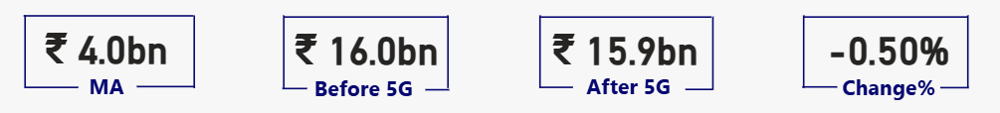 ₹ 4.0bn
MA
₹ 16.0bn
Before 5G
₹ 15.9bn
After 5G
-0.50%
Change%